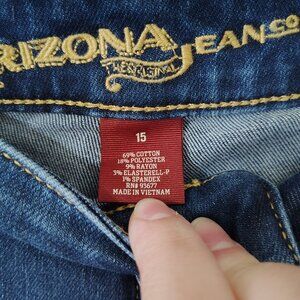 ARIZONA JEAN CO
THE ORIGINAL
15
69% COTTON
18% POLYESTER
9% RAYON
3% ELASTERELL-P
1% SPANDEX
RN# 93677
MADE IN VIETNAM